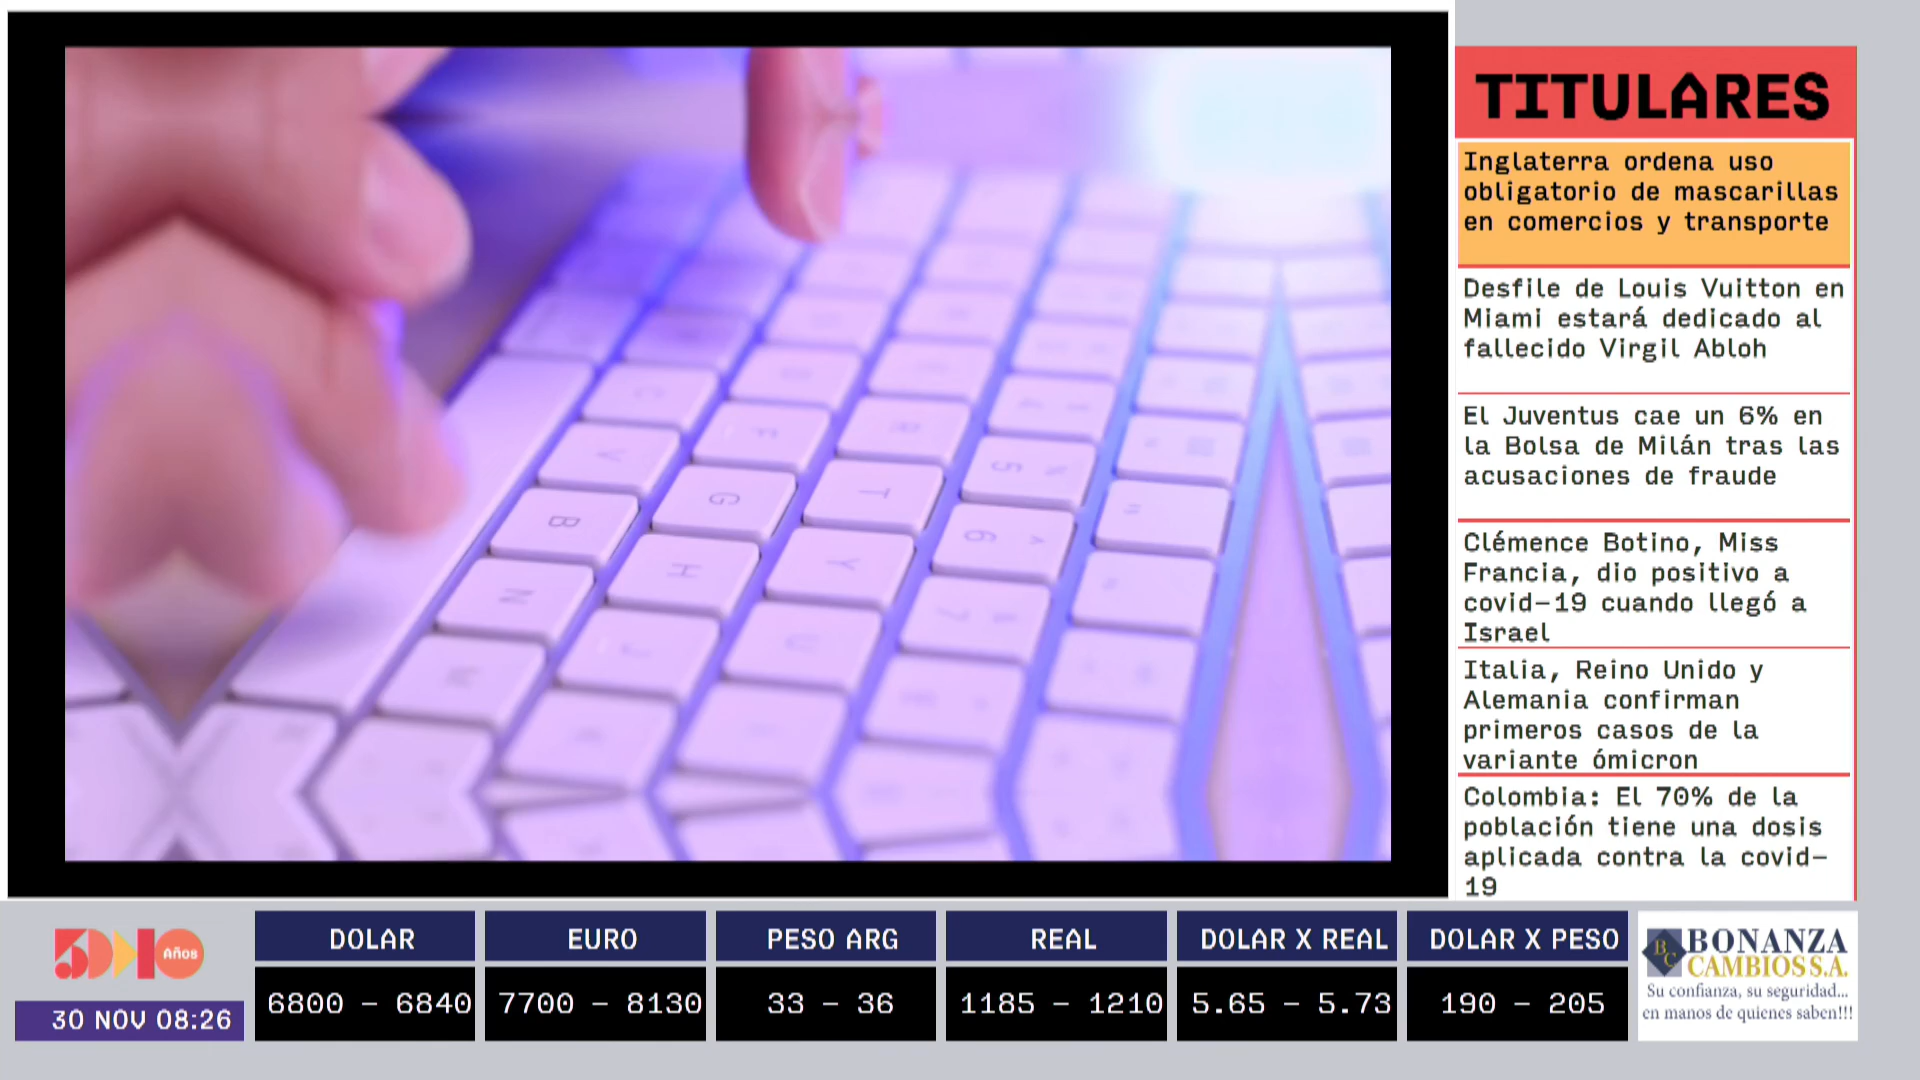 TITULARES
Inglaterra ordena uso
obligatorio de mascarillas
en comercios y transporte
Desfile de Louis Vuitton en
Miami estará dedicado al
fallecido Virgil Abloh
El Juventus cae un 6% en
la Bolsa de Milán tras las
acusaciones de fraude
Clémence Botino, Miss
Francia, dio positivo a
covid-19 cuando llegó a
Israel
Italia, Reino Unido y
Alemania confirman
primeros casos de la
variante ómicron
Colombia: El 70% de la
población tiene una dosis
aplicada contra la covid-
19
C
D
V
F
R
B
G
T
5 %
N
H
Y
6 ^
M
J
U
7
Años
30 NOV 08:26
DOLAR
6800 - 6840
EURO
7700 - 8130
PESO ARG
33 - 36
REAL
1185 - 1210
DOLAR X REAL
5.65 - 5.73
DOLAR X PESO
190 - 205
BC
BONANZA
CAMBIOS S.A.
Su confianza, su seguridad...
en manos de quienes saben!!!